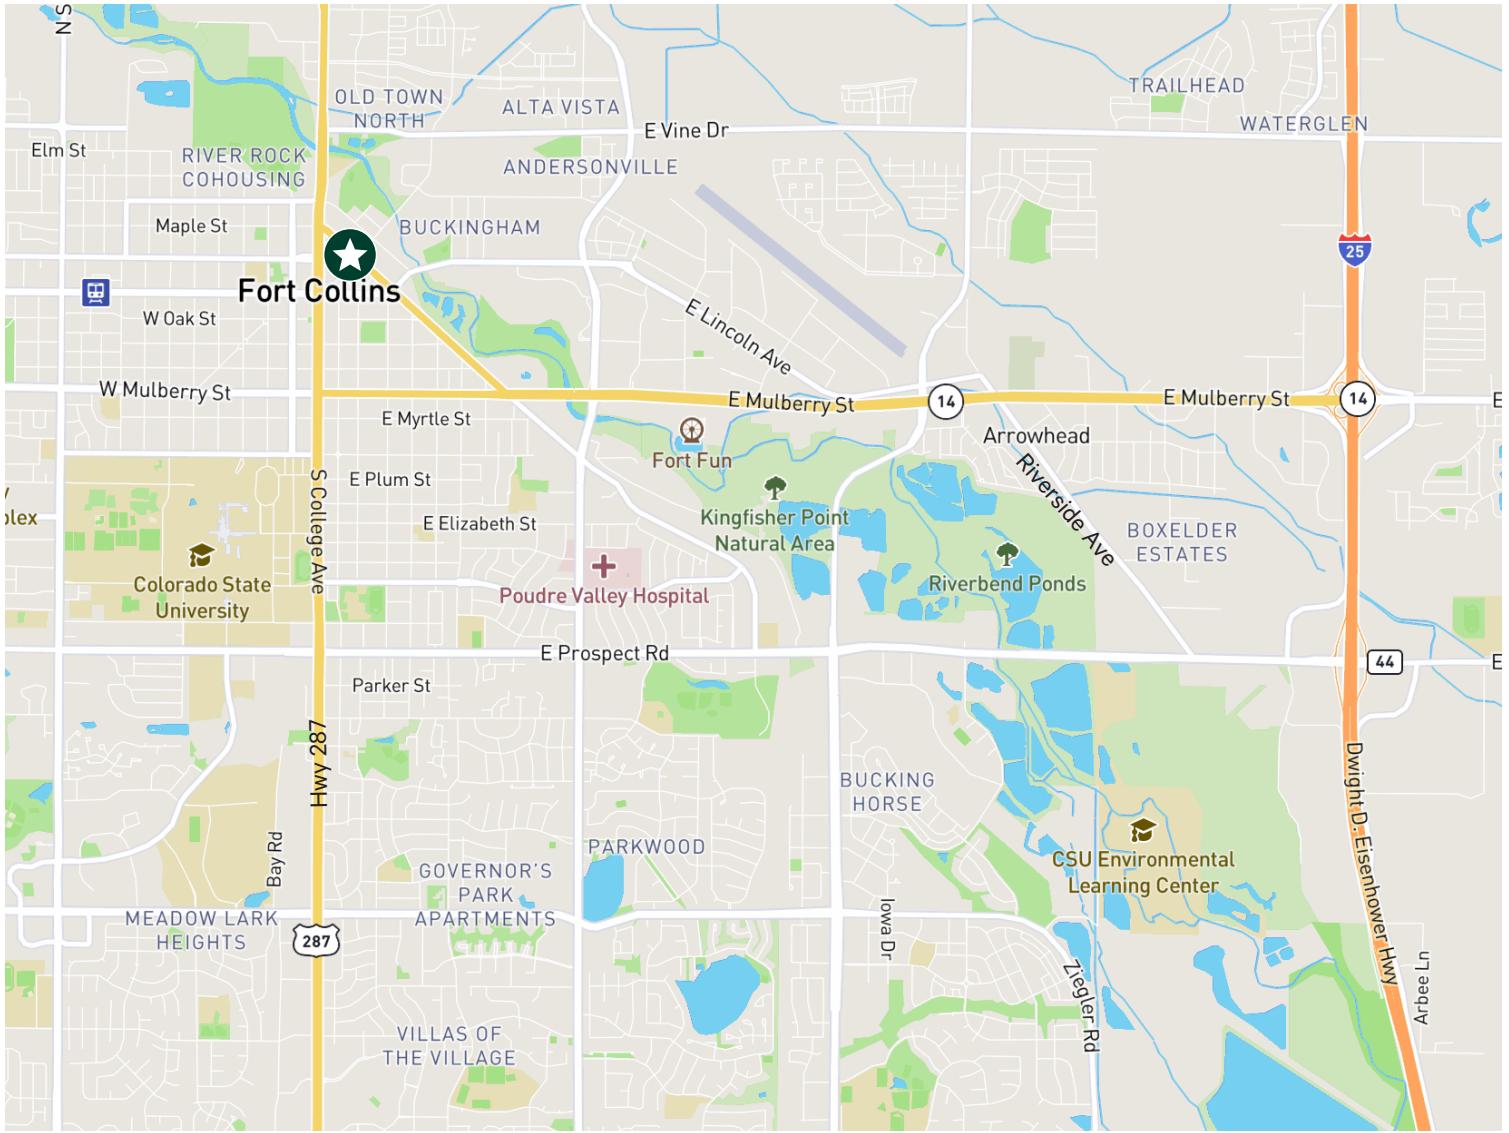 N S
OLD TOWN
NORTH
ALTA VISTA
TRAILHEAD
WATERGLEN
E Vine Dr
Elm St
RIVER ROCK
COHOUSING
ANDERSONVILLE
Maple St
BUCKINGHAM
25
Fort Collins
W Oak St
E Lincoln Ave
W Mulberry St
E Mulberry St
14
E Mulberry St
14
E
E Myrtle St
Arrowhead
Fort Fun
Riverside Ave
S College Ave
E Plum St
Kingfisher Point
Natural Area
E Elizabeth St
BOXELDER
ESTATES
y
plex
Colorado State
University
Poudre Valley Hospital
Riverbend Ponds
E Prospect Rd
44
E
Parker St
Hwy 287
Dwight D. Eisenhower Hwy
BUCKING
HORSE
Bay Rd
PARKWOOD
CSU Environmental
Learning Center
GOVERNOR'S
PARK
APARTMENTS
MEADOW LARK
HEIGHTS
287
Iowa Dr
Ziegler Rd
Arbee Ln
VILLAS OF
THE VILLAGE